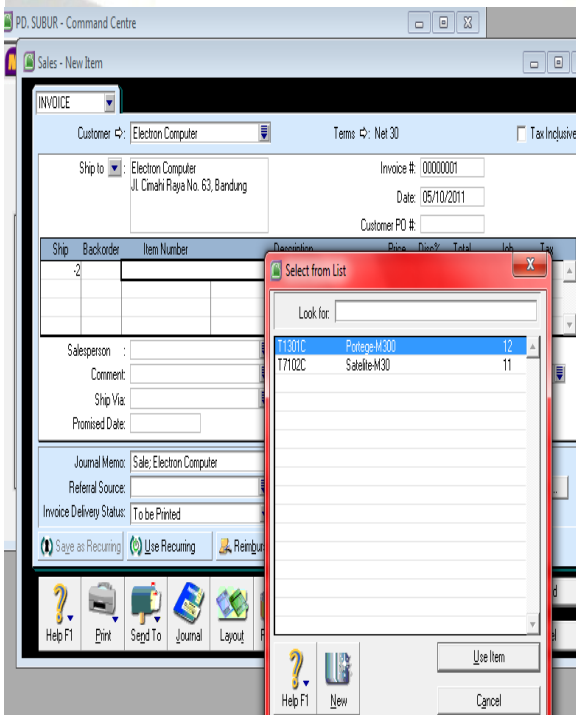 PD. SUBUR - Command Centre
Sales - New Item
INVOICE
Customer ⇨: Electron Computer
Terms ⇨: Net 30
Tax Inclusive
Ship to : Electron Computer
Jl. Cimahi Raya No. 63, Bandung
Invoice #: 00000001
Date: 05/10/2011
Customer PO #:
Ship Backorder Item Number Description Price Disc% Total Job Tax
-2
Select from List
Look for:
T1301C Portege-M300 12
T7102C Satelite-M30 11
Salesperson :
Comment:
Ship Via:
Promised Date:
Journal Memo: Sale; Electron Computer
Referral Source:
Invoice Delivery Status: To be Printed
Save as Recurring Use Recurring Reimbur
Help F1 Print Send To Journal Layout
Use Item
Help F1 New Cancel